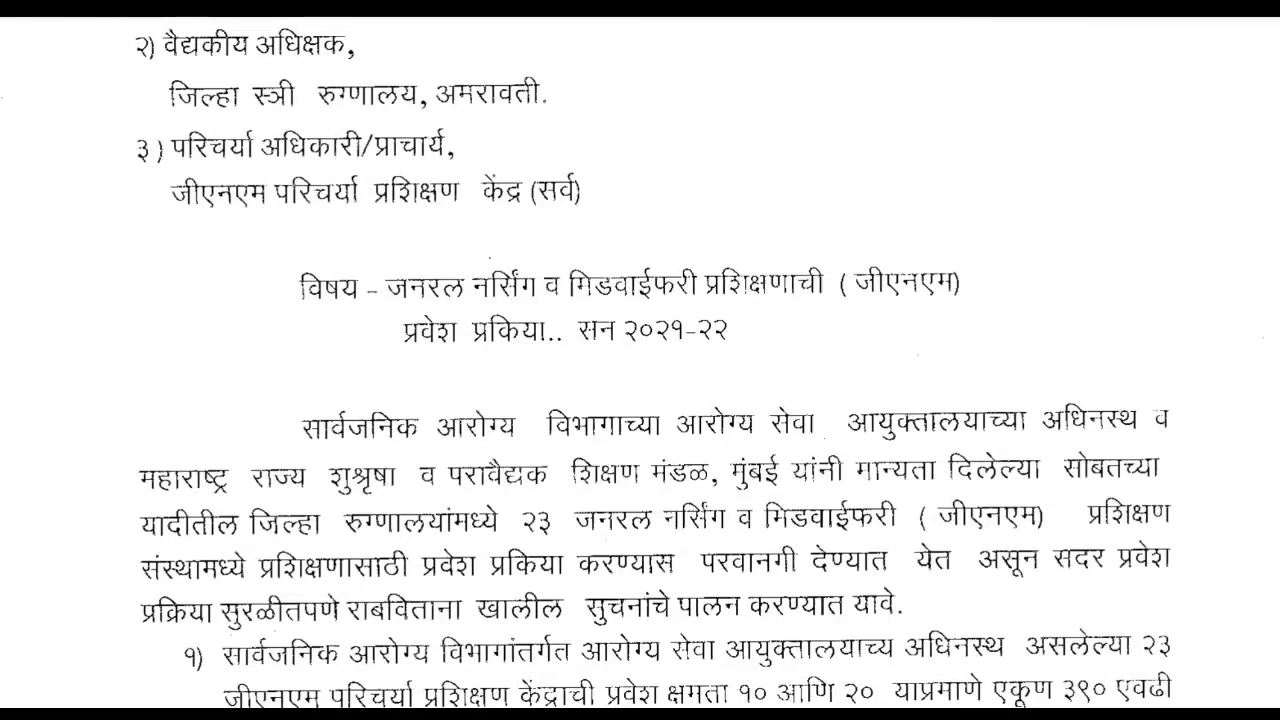 २) वैद्यकीय अधिक्षक,
जिल्हा स्त्री रुग्णालय, अमरावती.
३) परिचर्या अधिकारी/प्राचार्य,
जीएनएम परिचर्या प्रशिक्षण केंद्र (सर्व)
विषय - जनरल नर्सिंग व मिडवाईफरी प्रशिक्षणाची ( जीएनएम)
प्रवेश प्रकिया.. सन २०२१-२२
सार्वजनिक आरोग्य विभागाच्या आरोग्य सेवा आयुक्तालयाच्या अधिनस्थ व
महाराष्ट्र राज्य शुश्रृषा व परावैद्यक शिक्षण मंडळ, मुंबई यांनी मान्यता दिलेल्या सोबतच्या
यादीतील जिल्हा रुग्णालयांमध्ये २३ जनरल नर्सिंग व मिडवाईफरी ( जीएनएम) प्रशिक्षण
संस्थामध्ये प्रशिक्षणासाठी प्रवेश प्रकिया करण्यास परवानगी देण्यात येत असून सदर प्रवेश
प्रक्रिया सुरळीतपणे राबविताना खालील सुचनांचे पालन करण्यात यावे.
१) सार्वजनिक आरोग्य विभागांतर्गत आरोग्य सेवा आयुक्तालयाच्य अधिनस्थ असलेल्या २३
जीएनएम परिचर्या प्रशिक्षण केंद्राची प्रवेश क्षमता १० आणि २० याप्रमाणे एकूण ३९० एवढी